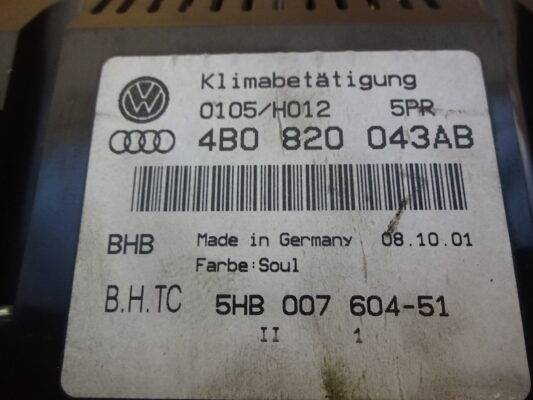 Klimabetätigung
0105/H012 5PR
4B0 820 043AB
BHB Made in Germany 08.10.01
Farbe:Soul
B.H.TC 5HB 007 604-51
II 1